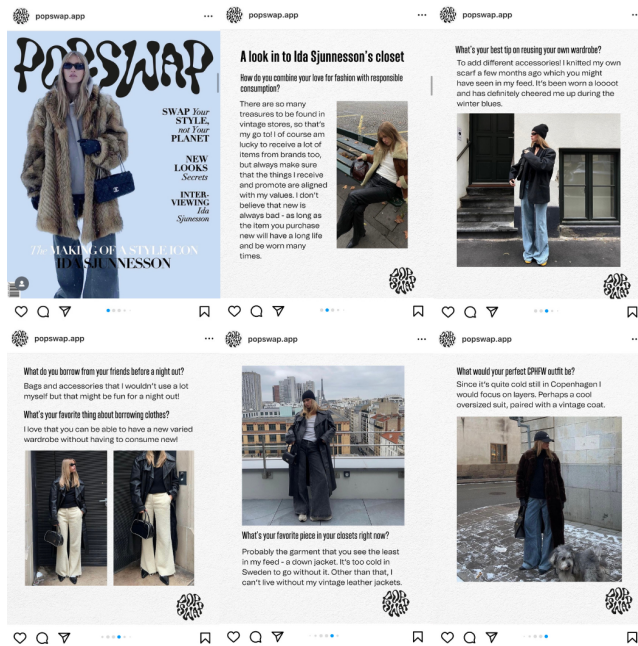 popswap.app
POPSWAP
SWAP Your
STYLE,
not Your
PLANET
NEW
LOOKS
Secrets
INTER-
VIEWING
Ida
Sjunesson
The MAKING OF A STYLE ICON
IDA SJUNNESSON
popswap.app
A look in to Ida Sjunnesson's closet
How do you combine your love for fashion with responsible
consumption?
There are so many
treasures to be found in
vintage stores, so that's
my go to! I of course am
lucky to receive a lot of
items from brands too,
but always make sure
that the things I receive
and promote are aligned
with my values. I don't
believe that new is
always bad - as long as
the item you purchase
new will have a long life
and be worn many
times.
POP
SWAP
popswap.app
What's your best tip on reusing your own wardrobe?
To add different accessories! I knitted my own
scarf a few months ago which you might
have seen in my feed. It's been worn a loooot
and has definitely cheered me up during the
winter blues.
POP
SWAP
popswap.app
What do you borrow from your friends before a night out?
Bags and accessories that I wouldn't use a lot
myself but that might be fun for a night out!
What's your favorite thing about borrowing clothes?
I love that you can be able to have a new varied
wardrobe without having to consume new!
POP
SWAP
popswap.app
What's your favorite piece in your closets right now?
Probably the garment that you see the least
in my feed - a down jacket. It's too cold in
Sweden to go without it. Other than that, I
can't live without my vintage leather jackets.
POP
SWAP
popswap.app
What would your perfect CPHFW outfit be?
Since it's quite cold still in Copenhagen I
would focus on layers. Perhaps a cool
oversized suit, paired with a vintage coat.
POP
SWAP